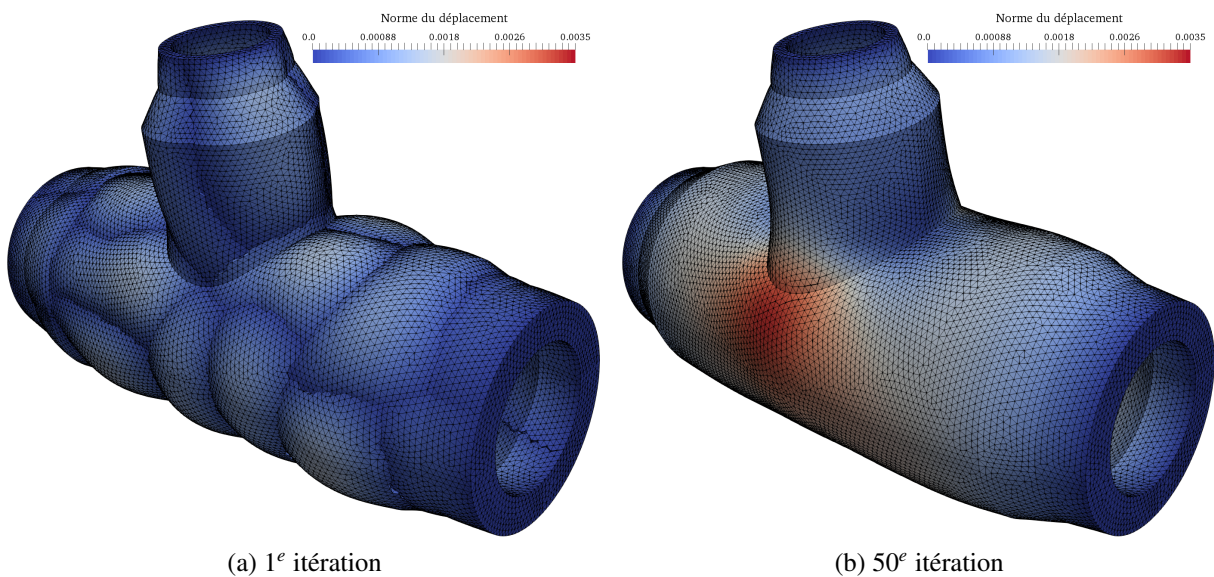 Norme du déplacement
0.0 0.00088 0.0018 0.0026 0.0035
Norme du déplacement
0.0 0.00088 0.0018 0.0026 0.0035
(a) 1e itération
(b) 50e itération